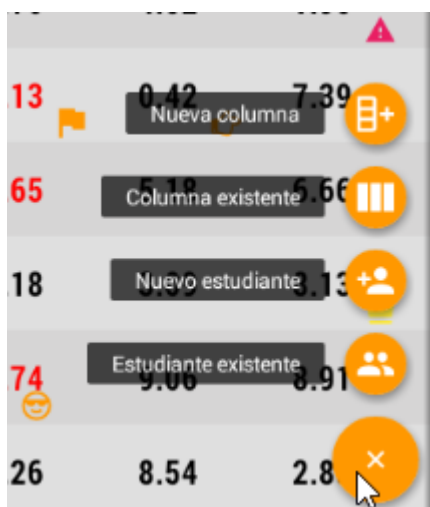 .13 0.42 7.39
Nueva columna
.65 5.18 6.66
Columna existente
.18 3.13
Nuevo estudiante
.74 9.06 8.91
Estudiante existente
.26 8.54 2.8
×